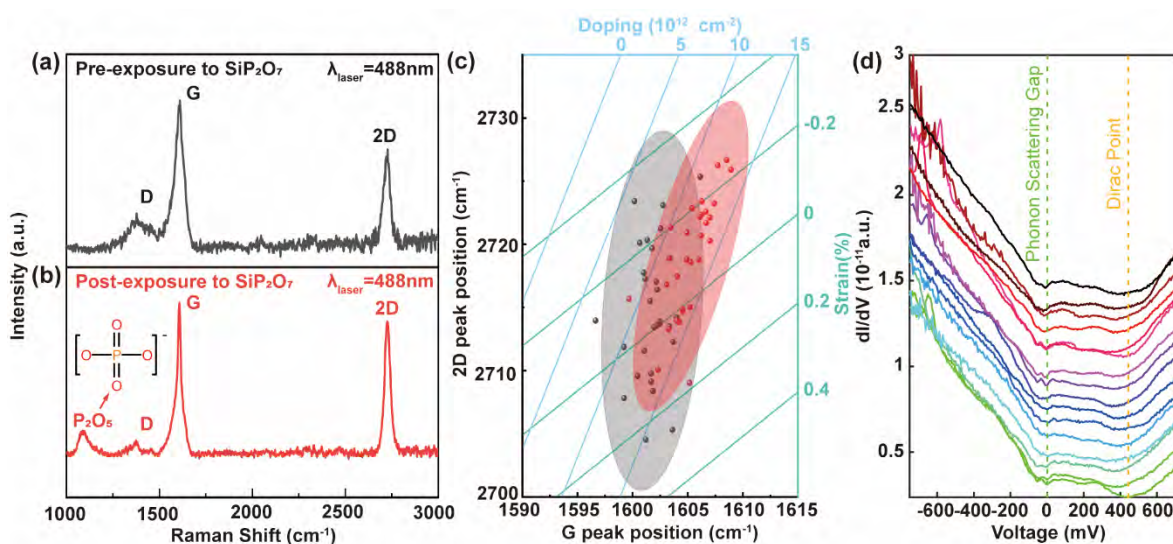 (a)
Pre-exposure to SiP₂O₇
λlaser=488nm
G
2D
D
(b)
Post-exposure to SiP₂O₇
λlaser=488nm
G
2D
[O-P-O]⁻
O
O
P₂O₅
D
Intensity (a.u.)
1000 1500 2000 2500 3000
Raman Shift (cm⁻¹)
(c)
Doping (10¹² cm⁻²)
0 5 10 15
2730
2720
2710
2700
2D peak position (cm⁻¹)
-0.2
0
0.2
0.4
Strain(%)
1590 1595 1600 1605 1610 1615
G peak position (cm⁻¹)
(d)
3
2.5
2
1.5
1
0.5
dI/dV (10⁻¹¹a.u.)
Phonon Scattering Gap
Dirac Point
-600 -400 -200 0 200 400 600
Voltage (mV)